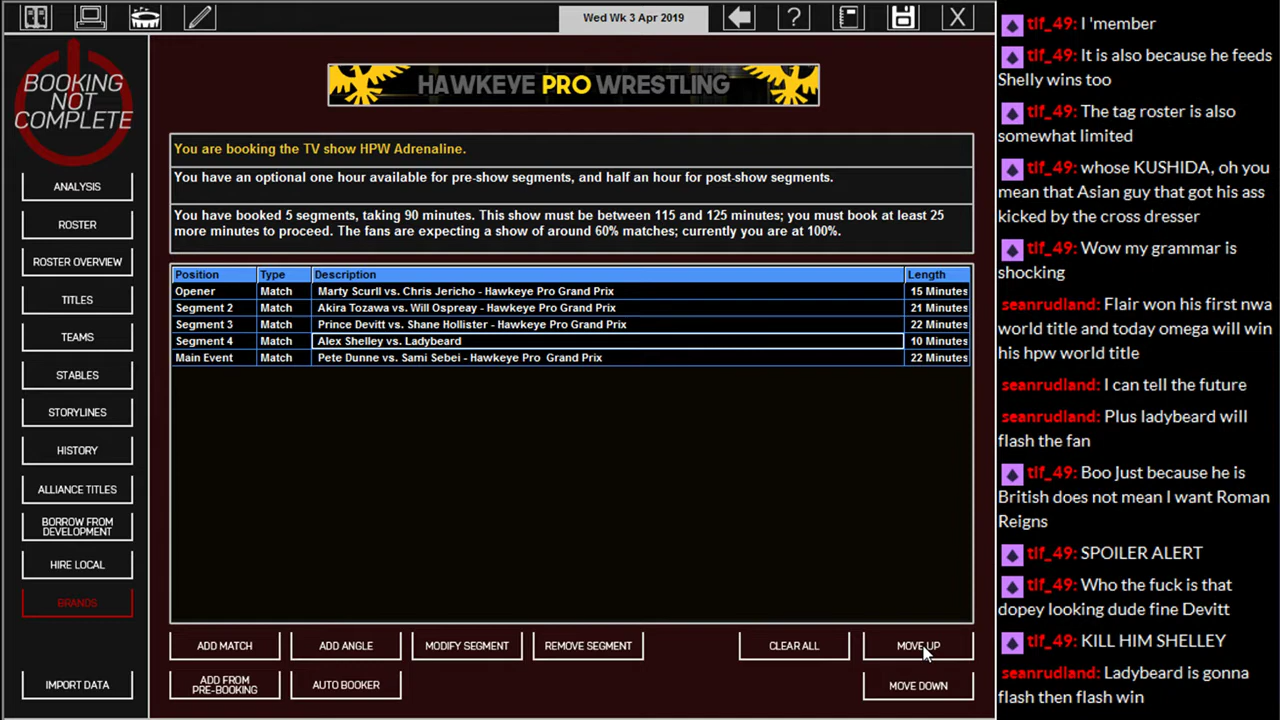 Wed Wk 3 Apr 2019
?
X
BOOKING
NOT
COMPLETE
ANALYSIS
ROSTER
ROSTER OVERVIEW
TITLES
TEAMS
STABLES
STORYLINES
HISTORY
ALLIANCE TITLES
BORROW FROM
DEVELOPMENT
HIRE LOCAL
BRANDS
IMPORT DATA
HAWKEYE PRO WRESTLING
You are booking the TV show HPW Adrenaline.
You have an optional one hour available for pre-show segments, and half an hour for post-show segments.
You have booked 5 segments, taking 90 minutes. This show must be between 115 and 125 minutes; you must book at least 25
more minutes to proceed. The fans are expecting a show of around 60% matches; currently you are at 100%.
Position Type Description Length
Opener Match Marty Scurll vs. Chris Jericho - Hawkeye Pro Grand Prix 15 Minutes
Segment 2 Match Akira Tozawa vs. Will Ospreay - Hawkeye Pro Grand Prix 21 Minutes
Segment 3 Match Prince Devitt vs. Shane Hollister - Hawkeye Pro Grand Prix 22 Minutes
Segment 4 Match Alex Shelley vs. Ladybeard 10 Minutes
Main Event Match Pete Dunne vs. Sami Sebei - Hawkeye Pro Grand Prix 22 Minutes
ADD MATCH
ADD ANGLE
MODIFY SEGMENT
REMOVE SEGMENT
CLEAR ALL
MOVE UP
ADD FROM
PRE-BOOKING
AUTO BOOKER
MOVE DOWN
tlf_49: I 'member
tlf_49: It is also because he feeds
Shelly wins too
tlf_49: The tag roster is also
somewhat limited
tlf_49: whose KUSHIDA, oh you
mean that Asian guy that got his ass
kicked by the cross dresser
tlf_49: Wow my grammar is
shocking
seanrudland: Flair won his first nwa
world title and today omega will win
his hpw world title
seanrudland: I can tell the future
seanrudland: Plus ladybeard will
flash the fan
tlf_49: Boo Just because he is
British does not mean I want Roman
Reigns
tlf_49: SPOILER ALERT
tlf_49: Who the fuck is that
dopey looking dude fine Devitt
tlf_49: KILL HIM SHELLEY
seanrudland: Ladybeard is gonna
flash then flash win